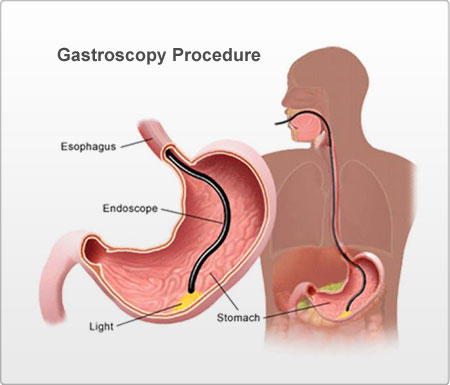 Gastroscopy Procedure
Esophagus
Endoscope
Light
Stomach